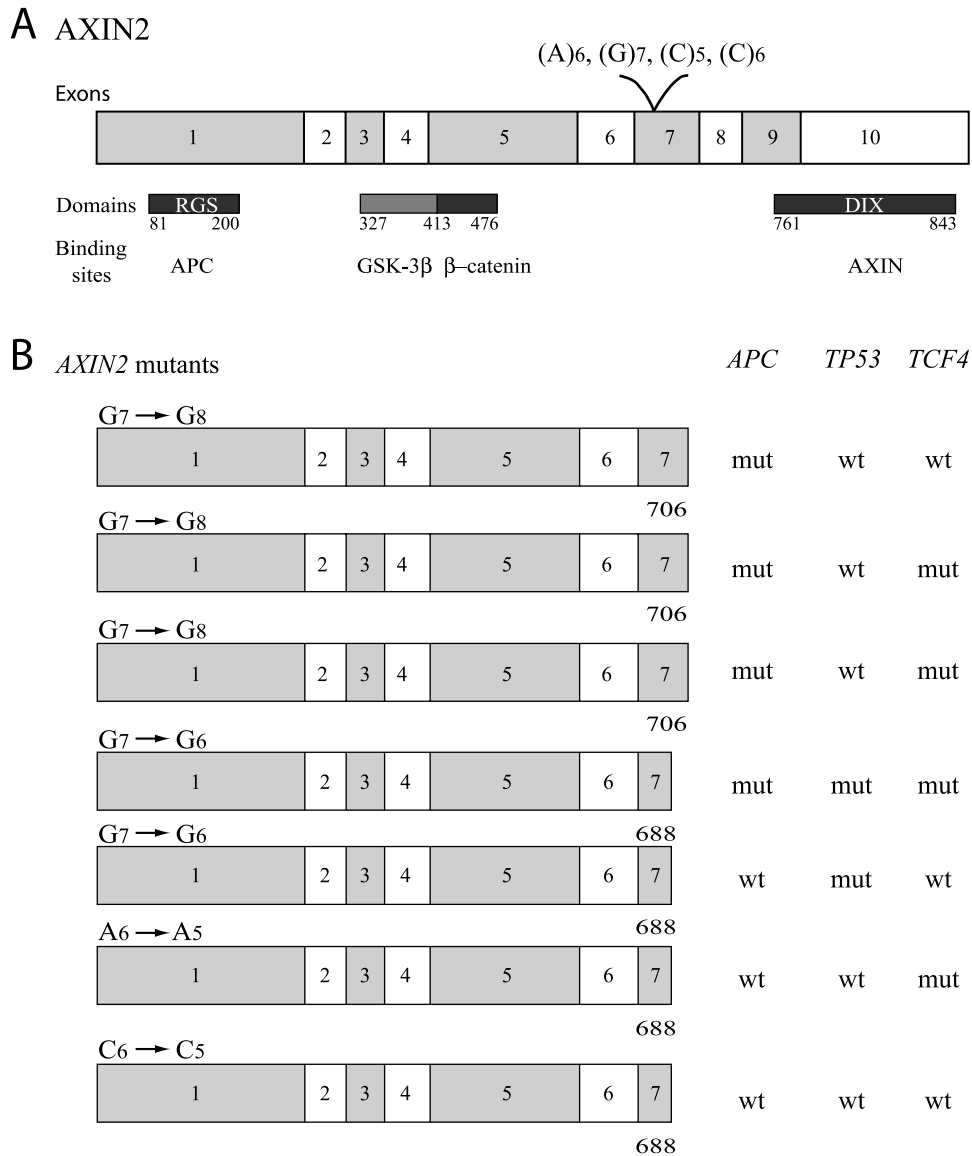 A AXIN2
(A)6, (G)7, (C)5, (C)6
Exons
1 2 3 4 5 6 7 8 9 10
Domains RGS DIX
81 200 327 413 476 761 843
Binding sites APC GSK-3β β–catenin AXIN
B AXIN2 mutants APC TP53 TCF4
G7 → G8
1 2 3 4 5 6 7 mut wt wt
706
G7 → G8
1 2 3 4 5 6 7 mut wt mut
706
G7 → G8
1 2 3 4 5 6 7 mut wt mut
706
G7 → G6
1 2 3 4 5 6 7 mut mut mut
688
G7 → G6
1 2 3 4 5 6 7 wt mut wt
688
A6 → A5
1 2 3 4 5 6 7 wt wt mut
688
C6 → C5
1 2 3 4 5 6 7 wt wt wt
688